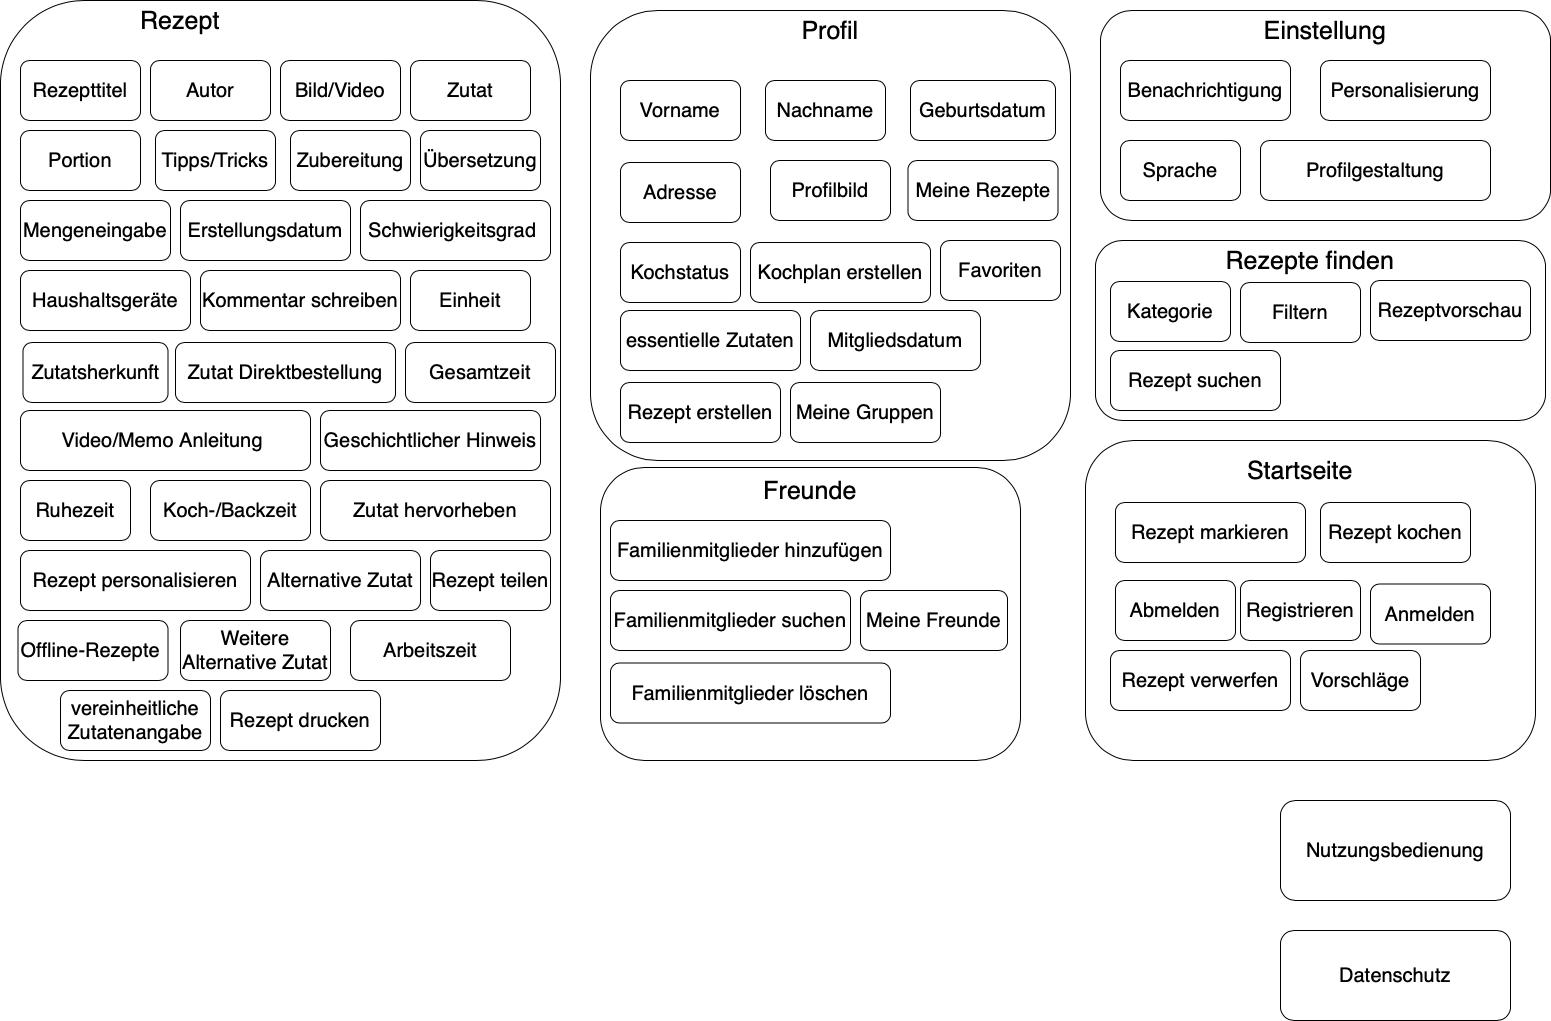 Rezept
Rezepttitel
Autor
Bild/Video
Zutat
Portion
Tipps/Tricks
Zubereitung
Übersetzung
Mengeneingabe
Erstellungsdatum
Schwierigkeitsgrad
Haushaltsgeräte
Kommentar schreiben
Einheit
Zutatsherkunft
Zutat Direktbestellung
Gesamtzeit
Video/Memo Anleitung
Geschichtlicher Hinweis
Ruhezeit
Koch-/Backzeit
Zutat hervorheben
Rezept personalisieren
Alternative Zutat
Rezept teilen
Offline-Rezepte
Weitere
Alternative Zutat
Arbeitszeit
vereinheitliche
Zutatenangabe
Rezept drucken
Profil
Vorname
Nachname
Geburtsdatum
Adresse
Profilbild
Meine Rezepte
Kochstatus
Kochplan erstellen
Favoriten
essentielle Zutaten
Mitgliedsdatum
Rezept erstellen
Meine Gruppen
Freunde
Familienmitglieder hinzufügen
Familienmitglieder suchen
Meine Freunde
Familienmitglieder löschen
Einstellung
Benachrichtigung
Personalisierung
Sprache
Profilgestaltung
Rezepte finden
Kategorie
Filtern
Rezeptvorschau
Rezept suchen
Startseite
Rezept markieren
Rezept kochen
Abmelden
Registrieren
Anmelden
Rezept verwerfen
Vorschläge
Nutzungsbedienung
Datenschutz